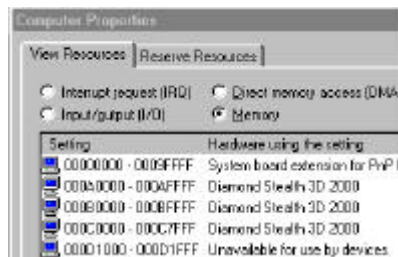 Computer Properties
View Resources Reserve Resources
Interrupt request (IRQ) Direct memory access (DMA
Input/output (I/O) Memory
Setting Hardware using the setting
00000000 - 0009FFFF System board extension for PnP
000A0000 - 000AFFFF Diamond Stealth 3D 2000
000B0000 - 000BFFFF Diamond Stealth 3D 2000
000C0000 - 000C7FFF Diamond Stealth 3D 2000
000D1000 - 000D1FFF Unavailable for use by devices.